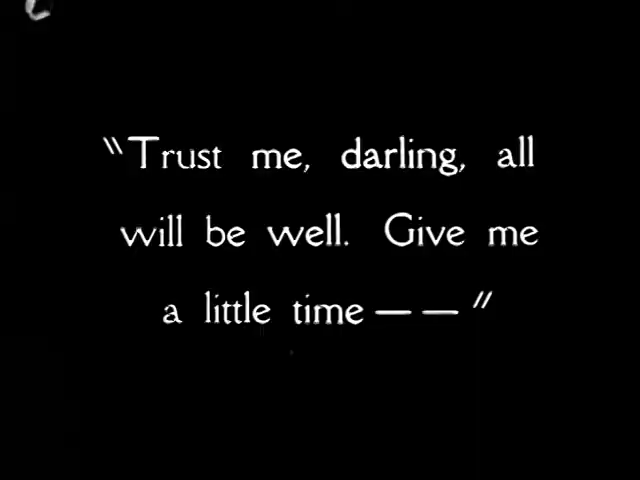 "Trust me, darling, all
will be well. Give me
a little time — — "